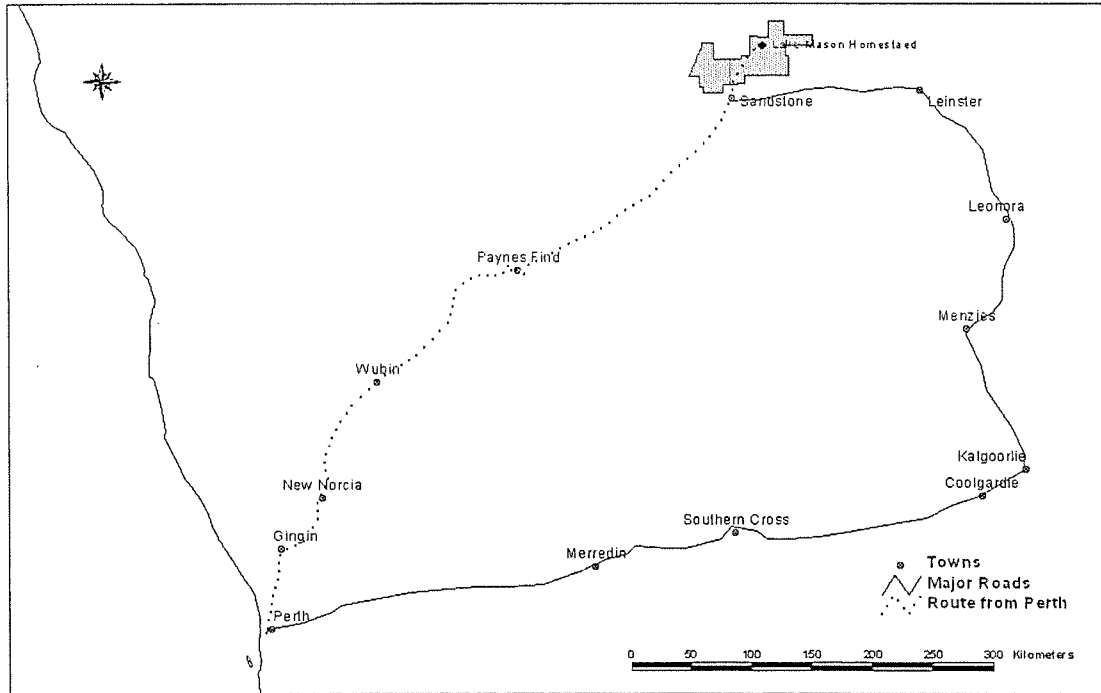 Lake Mason Homestaed
Sandstone
Leinster
Leonora
Paynes Find
Menzies
Wubin
Kalgoorlie
New Norcia
Coolgardie
Southern Cross
Gingin
Merredin
Towns
Major Roads
Route from Perth
Perth
0 50 100 150 200 250 300 Kilometers